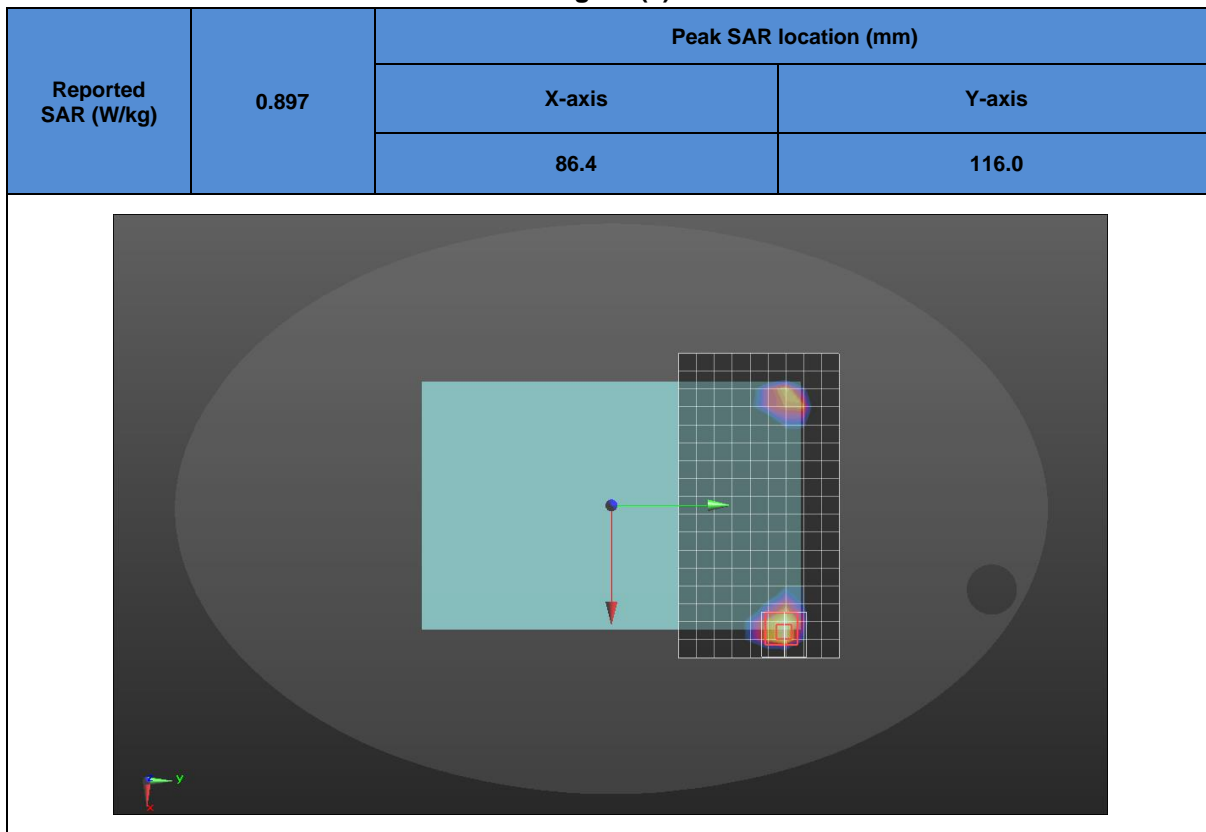 Peak SAR location (mm)
Reported
SAR (W/kg)
0.897
X-axis
Y-axis
86.4
116.0
y
x